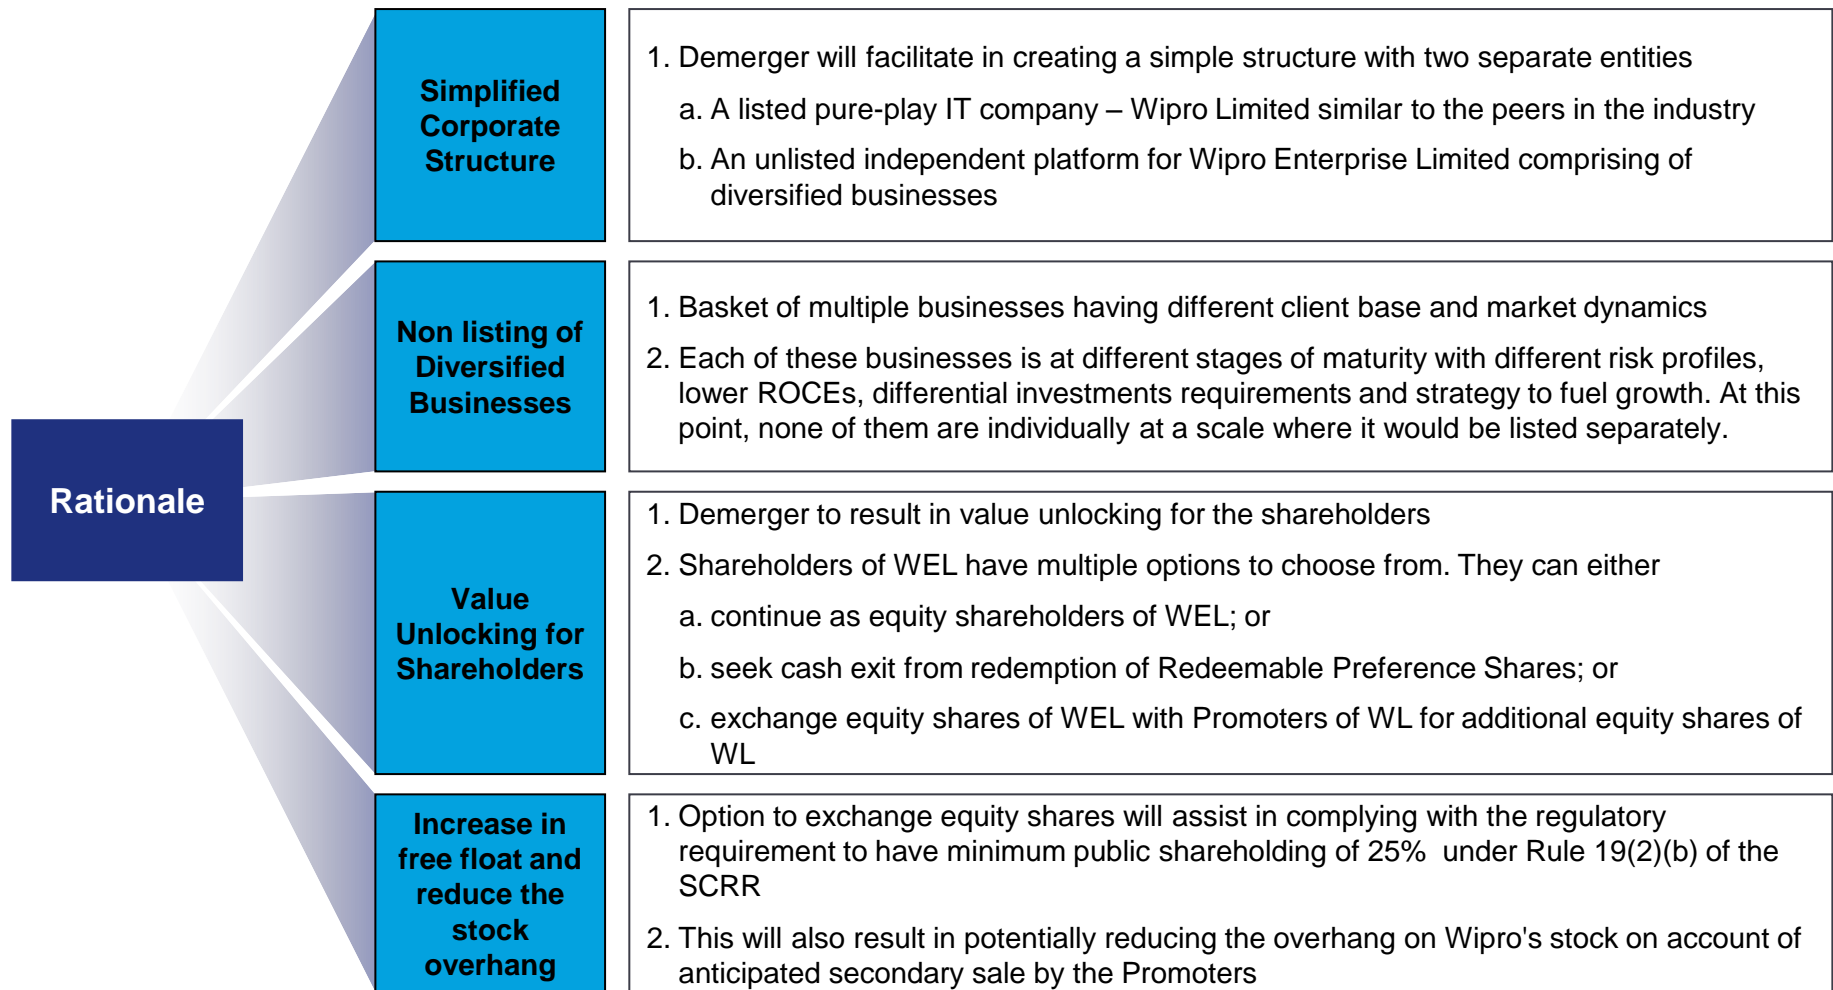 Rationale
Simplified
Corporate
Structure
1. Demerger will facilitate in creating a simple structure with two separate entities
a. A listed pure-play IT company – Wipro Limited similar to the peers in the industry
b. An unlisted independent platform for Wipro Enterprise Limited comprising of
diversified businesses
Non listing of
Diversified
Businesses
1. Basket of multiple businesses having different client base and market dynamics
2. Each of these businesses is at different stages of maturity with different risk profiles,
lower ROCEs, differential investments requirements and strategy to fuel growth. At this
point, none of them are individually at a scale where it would be listed separately.
Value
Unlocking for
Shareholders
1. Demerger to result in value unlocking for the shareholders
2. Shareholders of WEL have multiple options to choose from. They can either
a. continue as equity shareholders of WEL; or
b. seek cash exit from redemption of Redeemable Preference Shares; or
c. exchange equity shares of WEL with Promoters of WL for additional equity shares of
WL
Increase in
free float and
reduce the
stock
overhang
1. Option to exchange equity shares will assist in complying with the regulatory
requirement to have minimum public shareholding of 25% under Rule 19(2)(b) of the
SCRR
2. This will also result in potentially reducing the overhang on Wipro's stock on account of
anticipated secondary sale by the Promoters